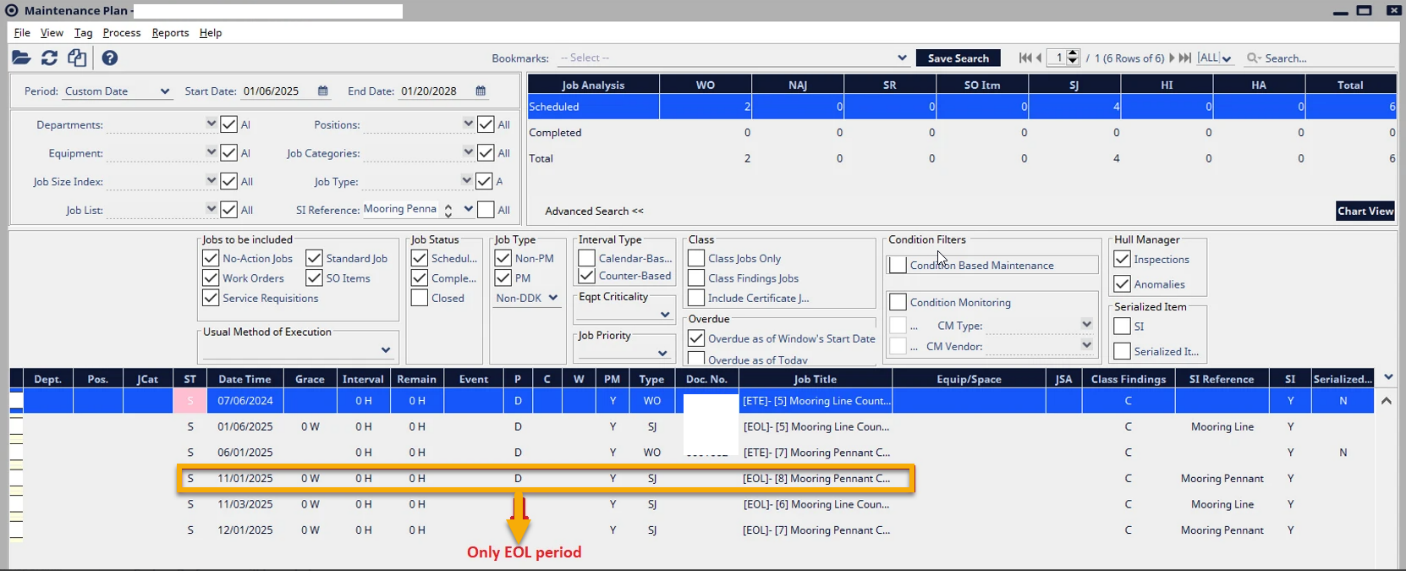 Maintenance Plan -
File View Tag Process Reports Help
Bookmarks: -- Select -- Save Search 1 / 1 (6 Rows of 6) |ALL| Search...
Period: Custom Date Start Date: 01/06/2025 End Date: 01/20/2028
Departments: Al Positions: All
Equipment: Al Job Categories: All
Job Size Index: All Job Type: A
Job List: All SI Reference: Mooring Penna All
Job Analysis WO NAJ SR SO Itm SJ HI HA Total
Scheduled 2 0 0 0 4 0 0 6
Completed 0 0 0 0 0 0 0 0
Total 2 0 0 0 4 0 0 6
Advanced Search << Chart View
Jobs to be included
No-Action Jobs Standard Job
Work Orders SO Items
Service Requisitions
Usual Method of Execution
Job Status
Schedul...
Comple...
Closed
Job Type
Non-PM
PM
Non-DDK
Interval Type
Calendar-Bas...
Counter-Based
Eqpt Criticality
Job Priority
Class
Class Jobs Only
Class Findings Jobs
Include Certificate J...
Overdue
Overdue as of Window's Start Date
Overdue as of Today
Condition Filters
Condition Based Maintenance
Condition Monitoring
... CM Type:
... CM Vendor:
Hull Manager
Inspections
Anomalies
Serialized Item
SI
Serialized It...
Dept. Pos. JCat ST Date Time Grace Interval Remain Event P C W PM Type Doc. No. Job Title Equip/Space JSA Class Findings SI Reference SI Serialized...
S 07/06/2024 0 H 0 H D Y WO [ETE]- [5] Mooring Line Count... C Y N
S 01/06/2025 0 W 0 H 0 H D Y SJ [EOL]- [5] Mooring Line Coun... C Mooring Line Y
S 06/01/2025 0 H 0 H D Y WO [ETE]- [7] Mooring Pennant C... C Y N
S 11/01/2025 0 W 0 H 0 H D Y SJ [EOL]- [8] Mooring Pennant C... C Mooring Pennant Y
S 11/03/2025 0 W 0 H 0 H Y SJ [EOL]- [6] Mooring Line Coun... C Mooring Line Y
S 12/01/2025 0 W 0 H 0 H Y SJ [EOL]- [7] Mooring Pennant C... C Mooring Pennant Y
Only EOL period